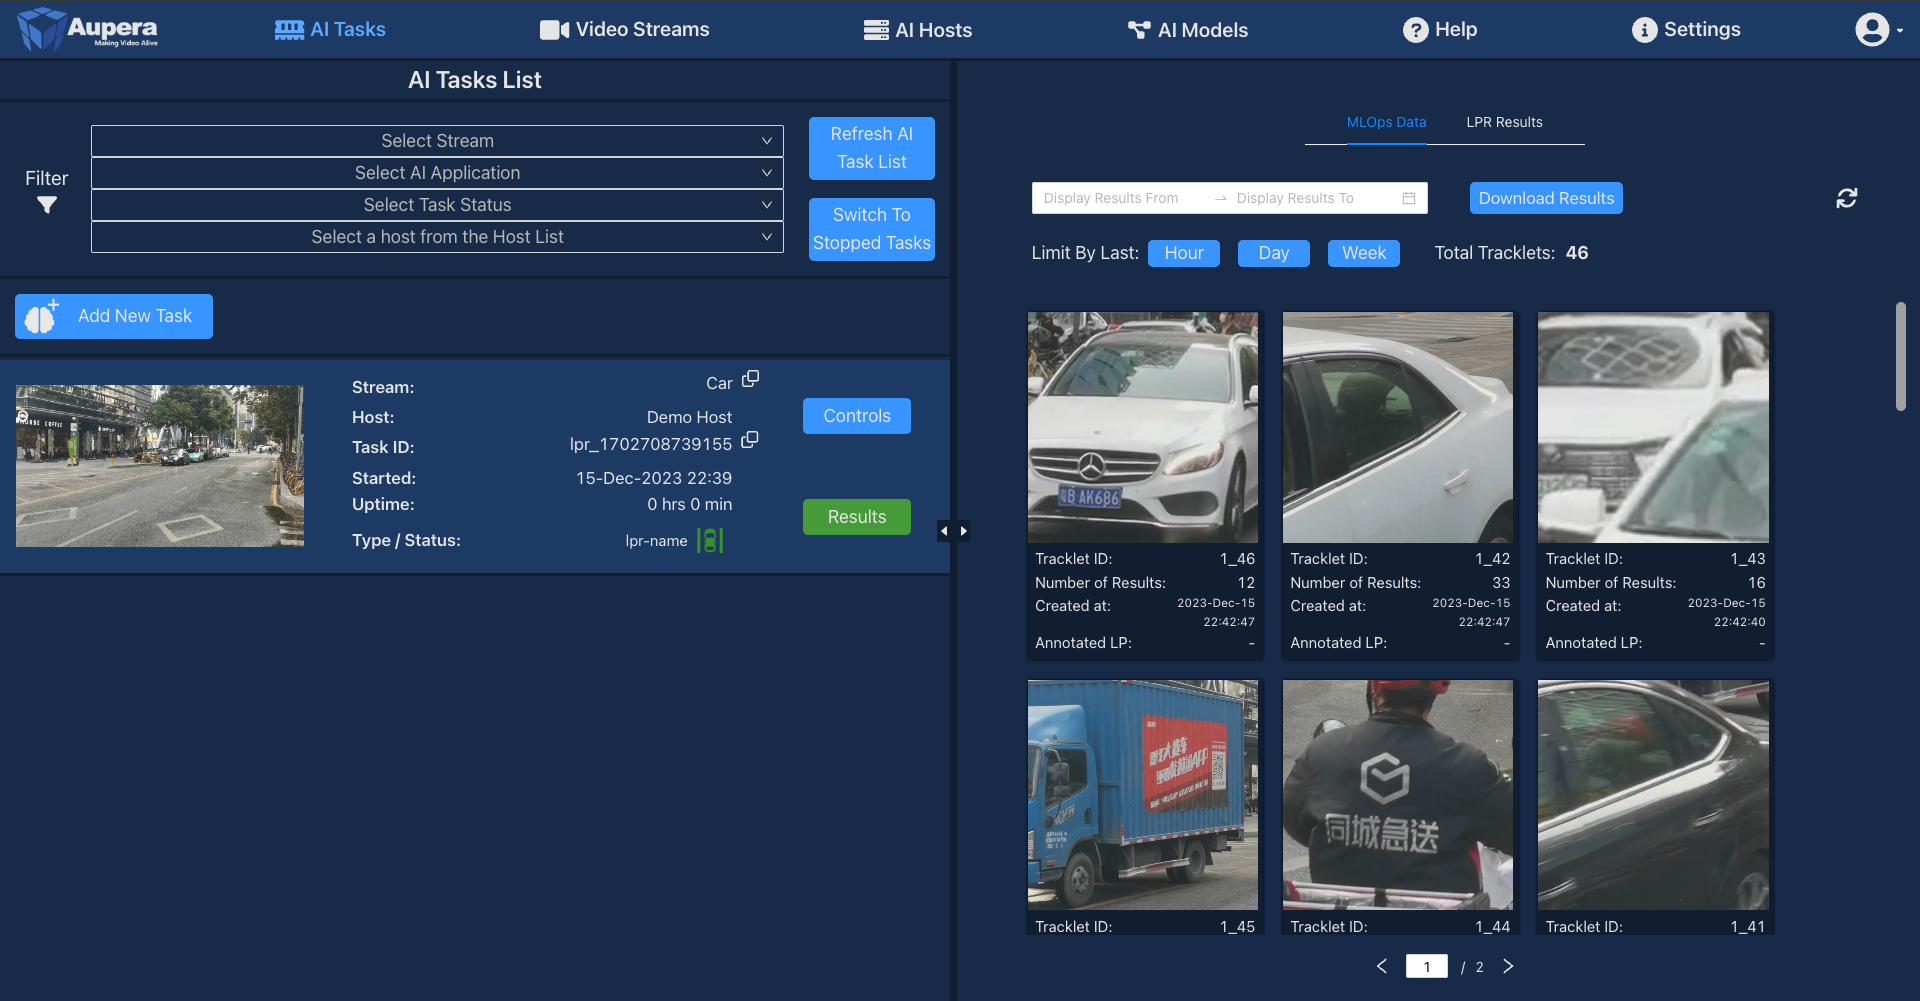 Aupera
Making Video Alive
AI Tasks
Video Streams
AI Hosts
AI Models
Help
Settings
AI Tasks List
Filter
Select Stream
Select AI Application
Select Task Status
Select a host from the Host List
Refresh AI
Task List
Switch To
Stopped Tasks
Add New Task
Stream: Car
Host: Demo Host
Task ID: lpr_1702708739155
Started: 15-Dec-2023 22:39
Uptime: 0 hrs 0 min
Type / Status: lpr-name
Controls
Results
MLOps Data
LPR Results
Display Results From
Display Results To
Download Results
Limit By Last: Hour Day Week
Total Tracklets: 46
AK686
Tracklet ID: 1_46
Number of Results: 12
Created at: 2023-Dec-15
22:42:47
Annotated LP: -
Tracklet ID: 1_42
Number of Results: 33
Created at: 2023-Dec-15
22:42:47
Annotated LP: -
Tracklet ID: 1_43
Number of Results: 16
Created at: 2023-Dec-15
22:42:40
Annotated LP: -
Tracklet ID: 1_45
同城急送
Tracklet ID: 1_44
Tracklet ID: 1_41
1 / 2